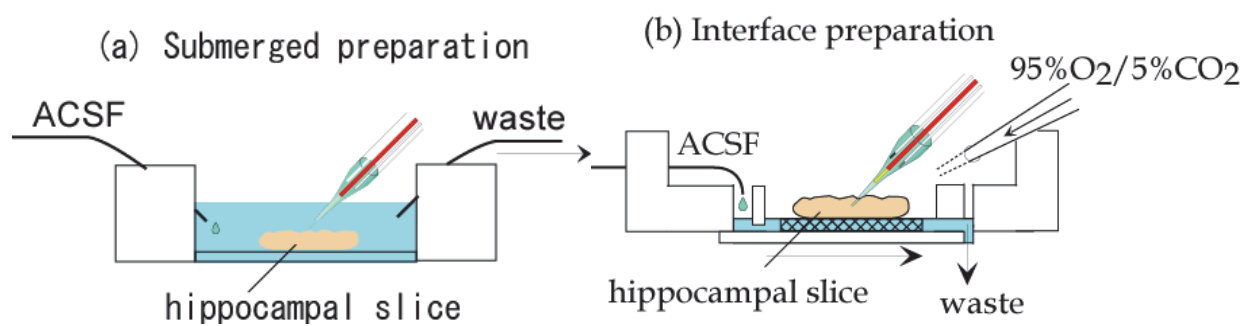 (a) Submerged preparation
ACSF
waste
hippocampal slice
(b) Interface preparation
95%O2/5%CO2
ACSF
hippocampal slice
waste